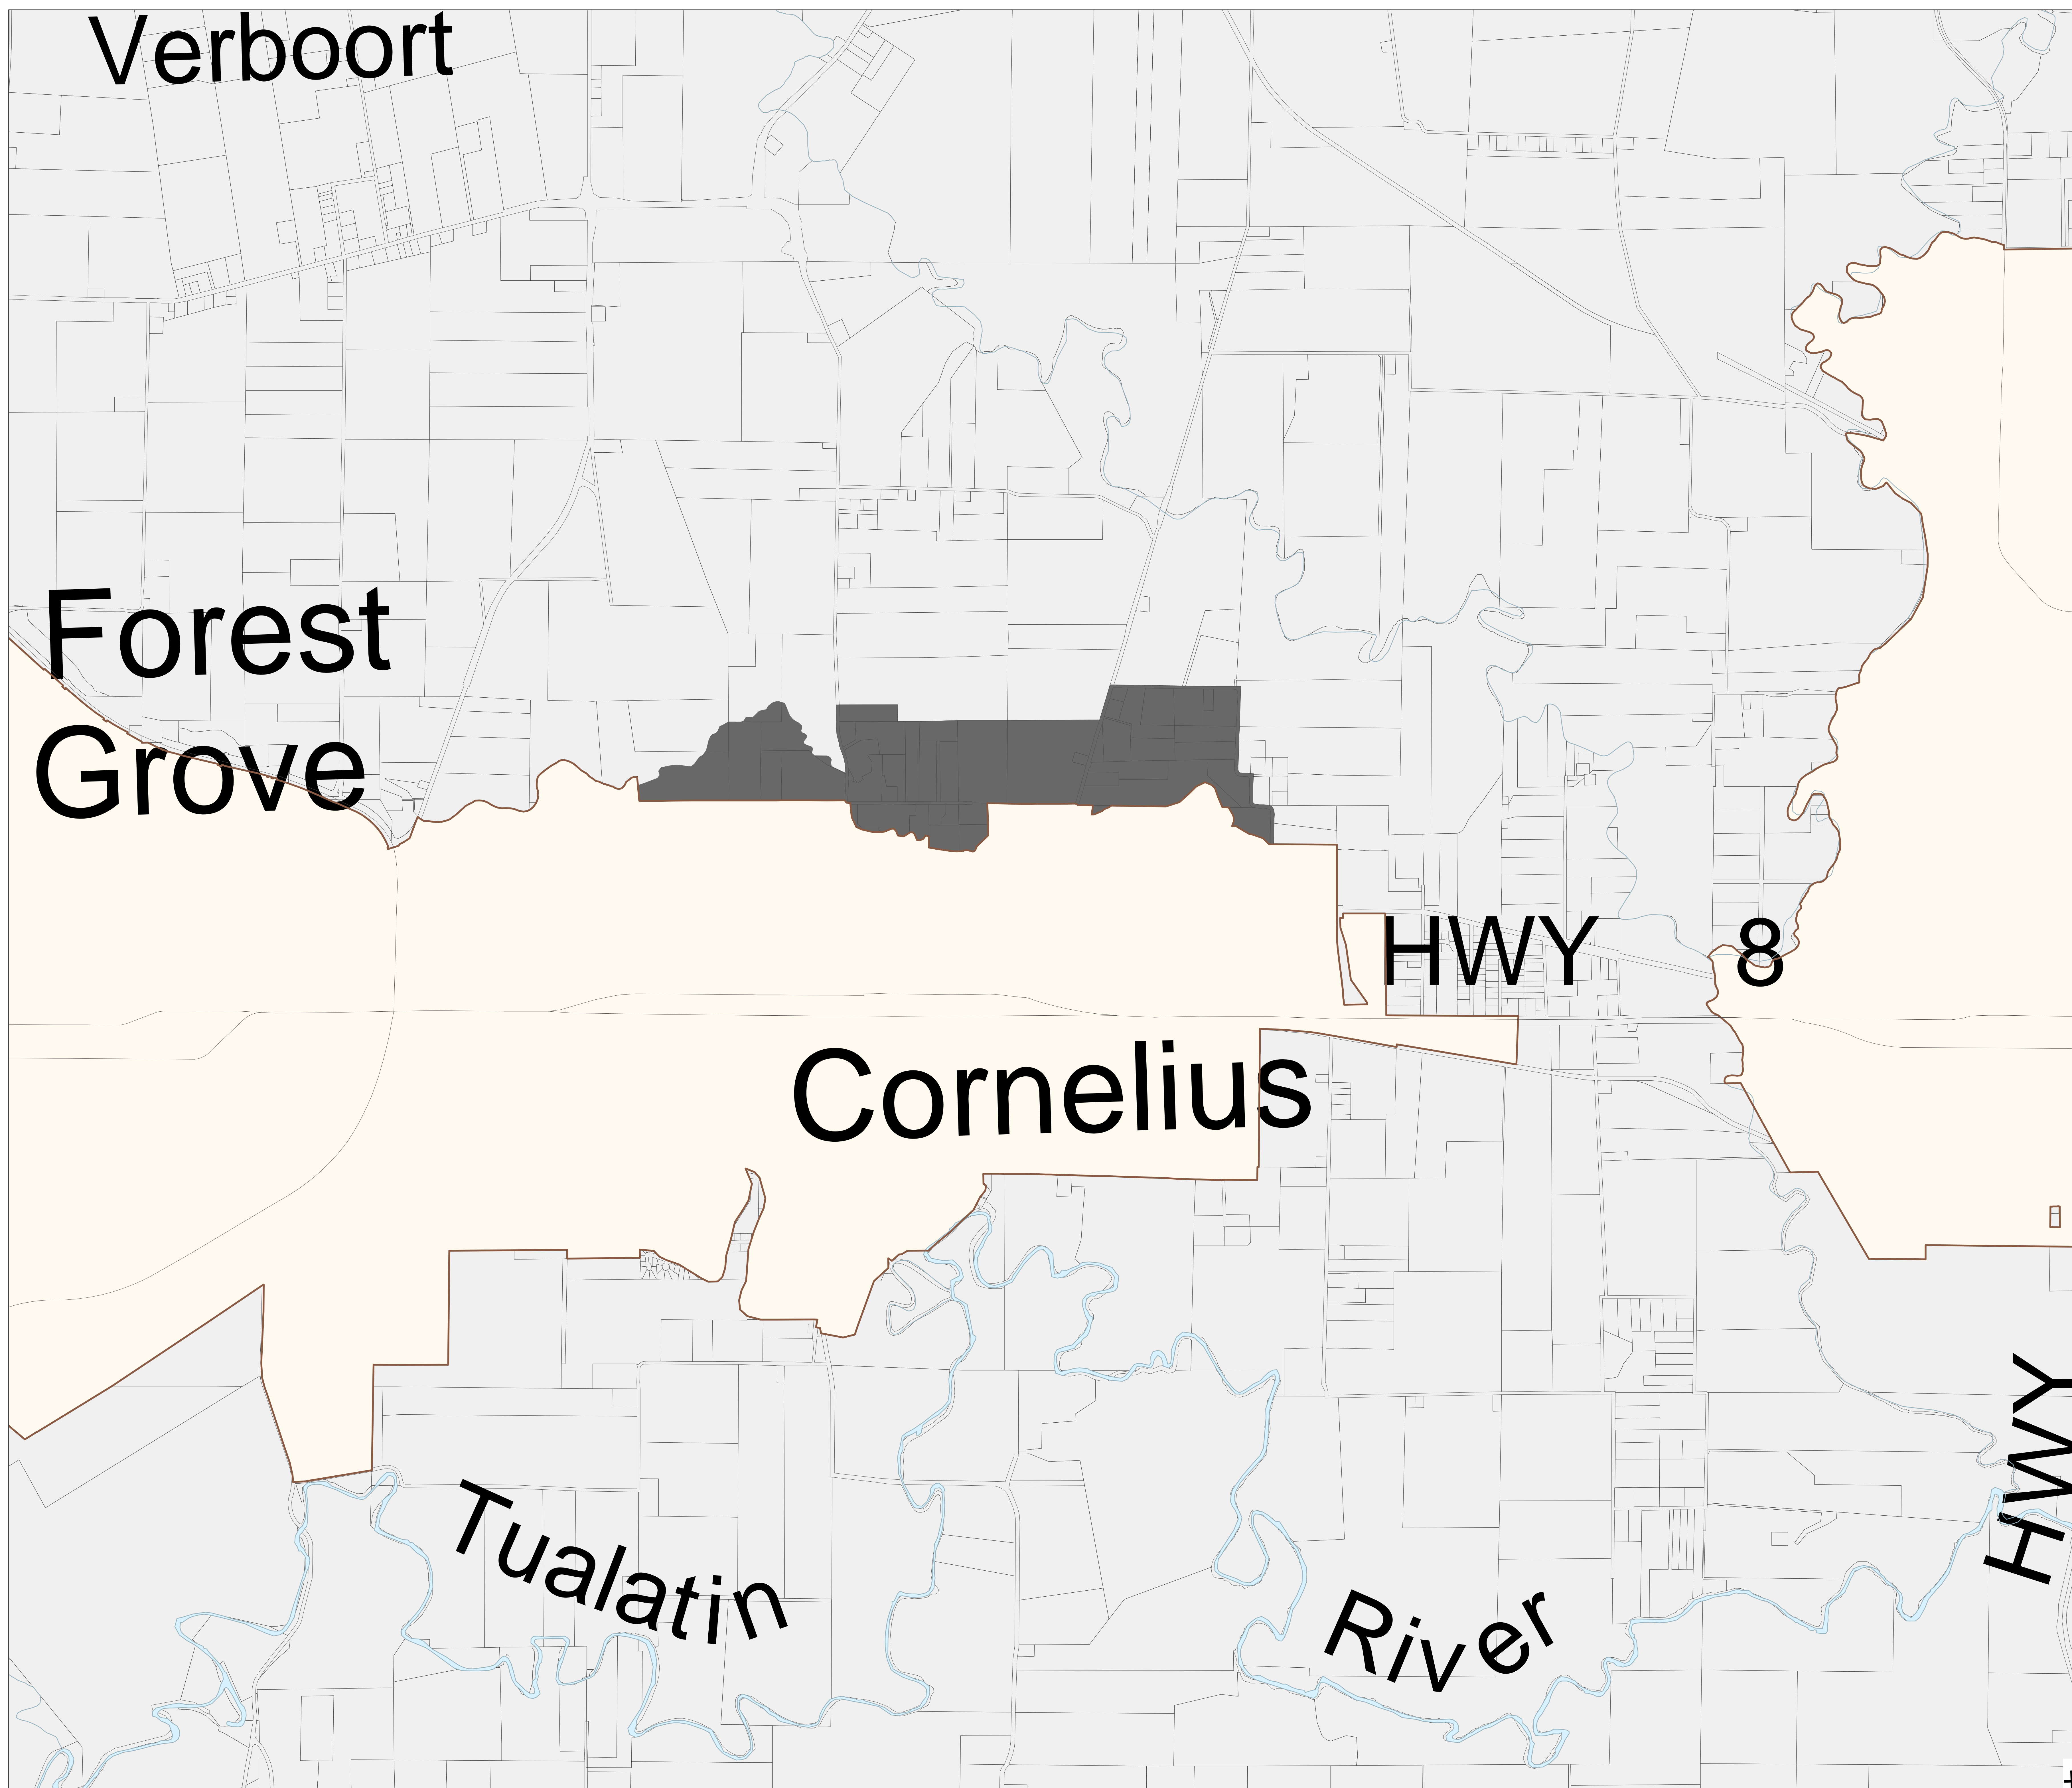 Verboort
Forest
Grove
HWY 8
Cornelius
HWY
Tualatin River